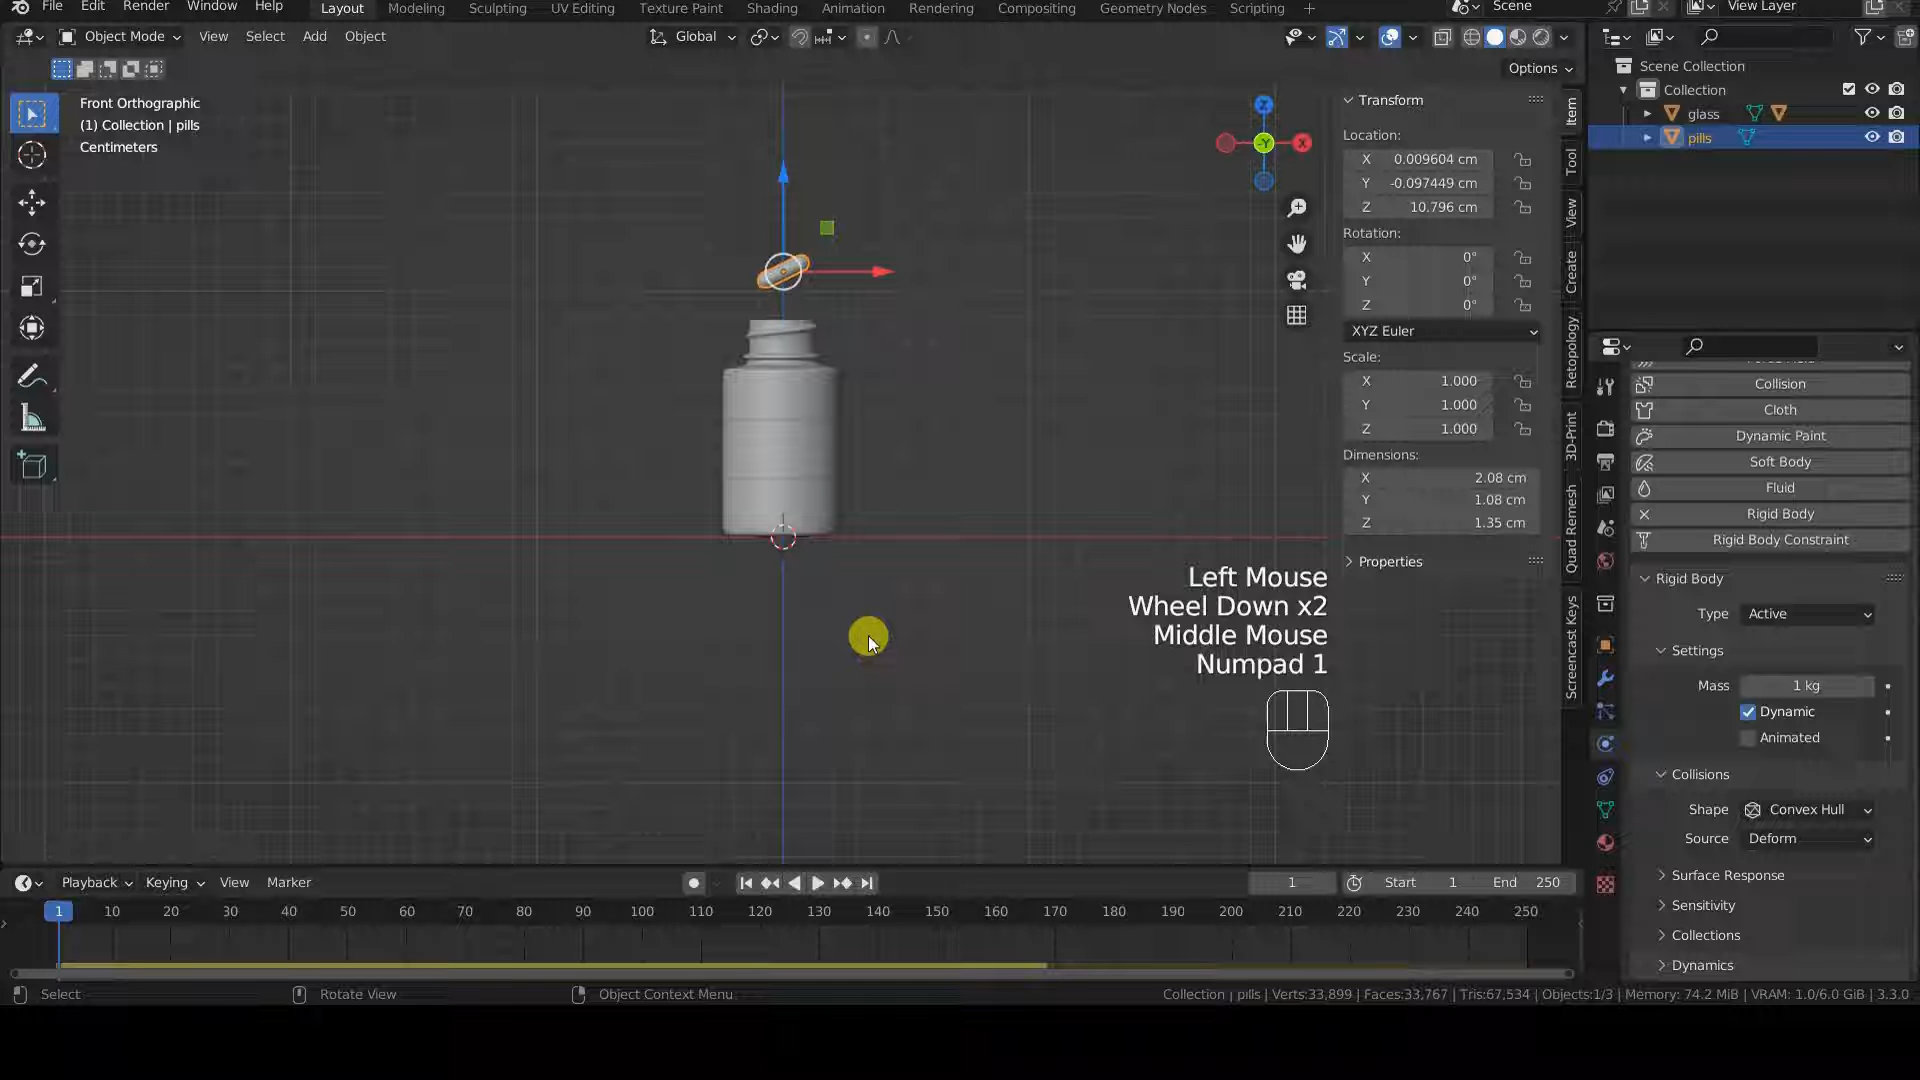 File Edit Render Window Help Layout Modeling Sculpting UV Editing Texture Paint Shading Animation Rendering Compositing Geometry Nodes Scripting + Scene View Layer
Object Mode View Select Add Object Global
Options
Front Orthographic
(1) Collection | pills
Centimeters
Transform
Location:
X 0.009604 cm
Y -0.097449 cm
Z 10.796 cm
Rotation:
X 0°
Y 0°
Z 0°
XYZ Euler
Scale:
X 1.000
Y 1.000
Z 1.000
Dimensions:
X 2.08 cm
Y 1.08 cm
Z 1.35 cm
Properties
Z
-Y
X
Item
Tool
View
Create
Retopology
3D-Print
Quad Remesh
Screencast Keys
Scene Collection
Collection
glass
pills
Collision
Cloth
Dynamic Paint
Soft Body
Fluid
Rigid Body
Rigid Body Constraint
Rigid Body
Type Active
Settings
Mass 1 kg
Dynamic
Animated
Collisions
Shape Convex Hull
Source Deform
Surface Response
Sensitivity
Collections
Dynamics
Left Mouse
Wheel Down x2
Middle Mouse
Numpad 1
Playback Keying View Marker 1 Start 1 End 250
1 10 20 30 40 50 60 70 80 90 100 110 120 130 140 150 160 170 180 190 200 210 220 230 240 250
Select Rotate View Object Context Menu Collection | pills | Verts:33,899 | Faces:33,767 | Tris:67,534 | Objects:1/3 | Memory: 74.2 MiB | VRAM: 1.0/6.0 GiB | 3.3.0